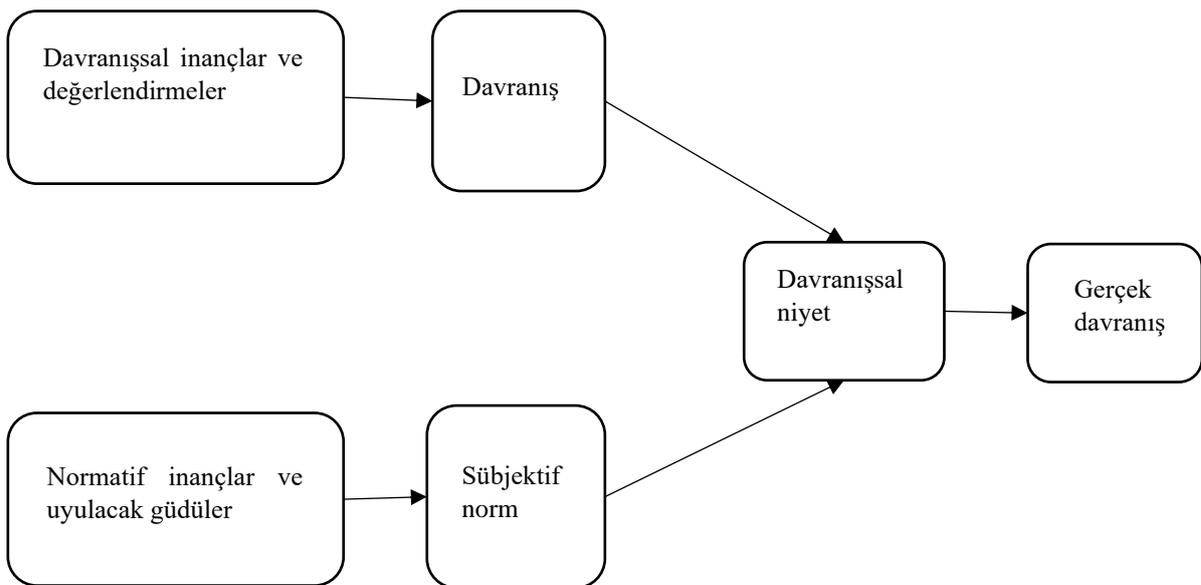 Davranışsal inançlar ve
değerlendirmeler
Davranış
Davranışsal
niyet
Gerçek
davranış
Normatif inançlar ve
uyulacak güdüler
Sübjektif
norm